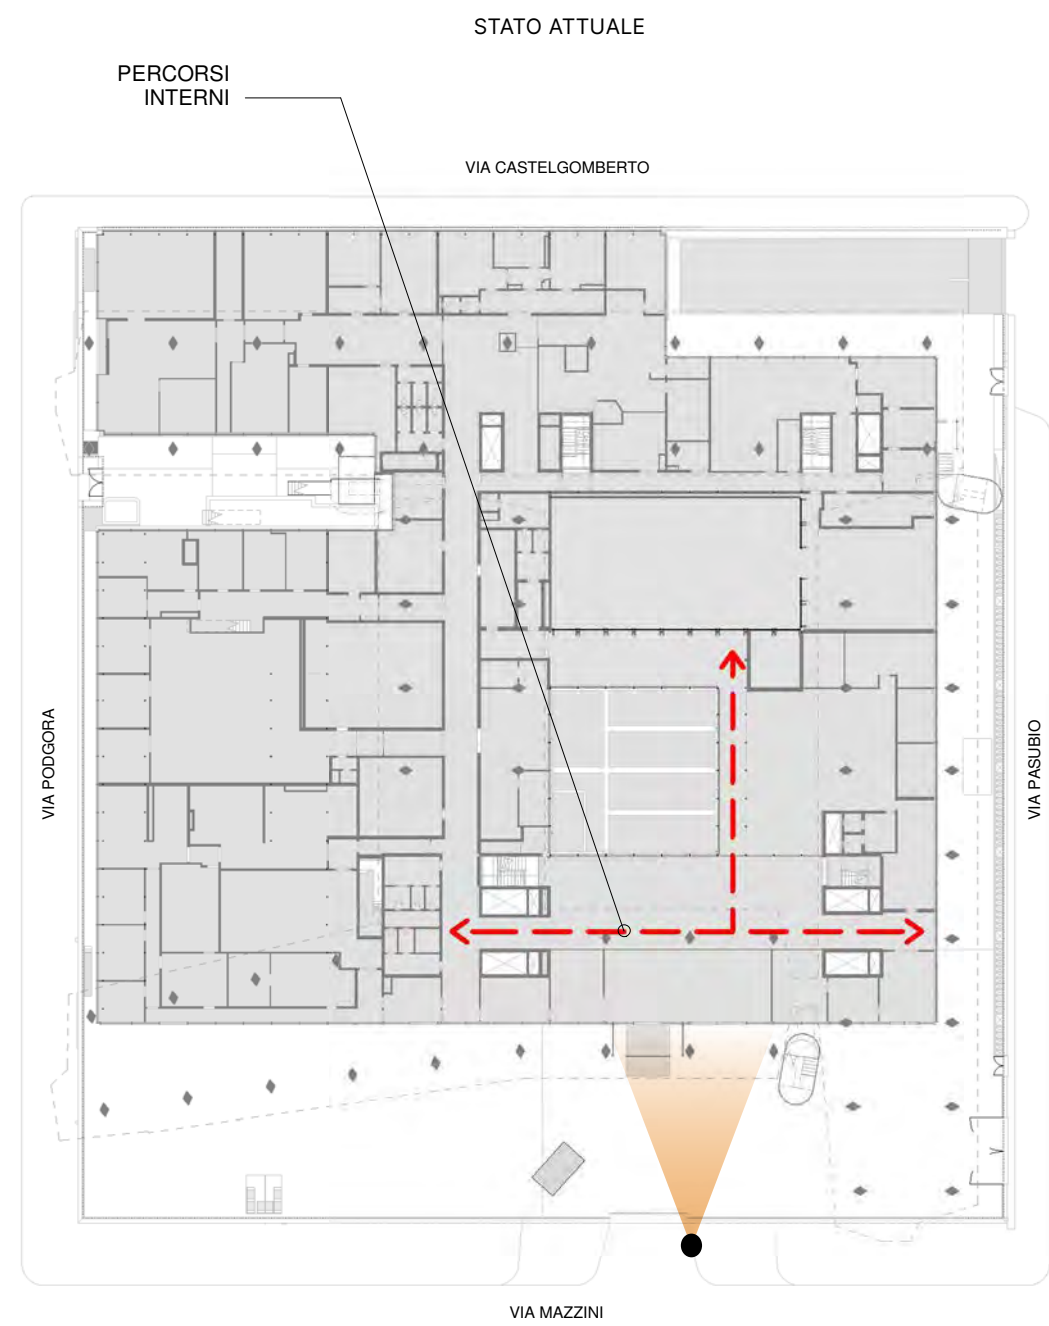 STATO ATTUALE
PERCORSI
INTERNI
VIA CASTELGOMBERTO
VIA PODGORA
VIA PASUBIO
VIA MAZZINI